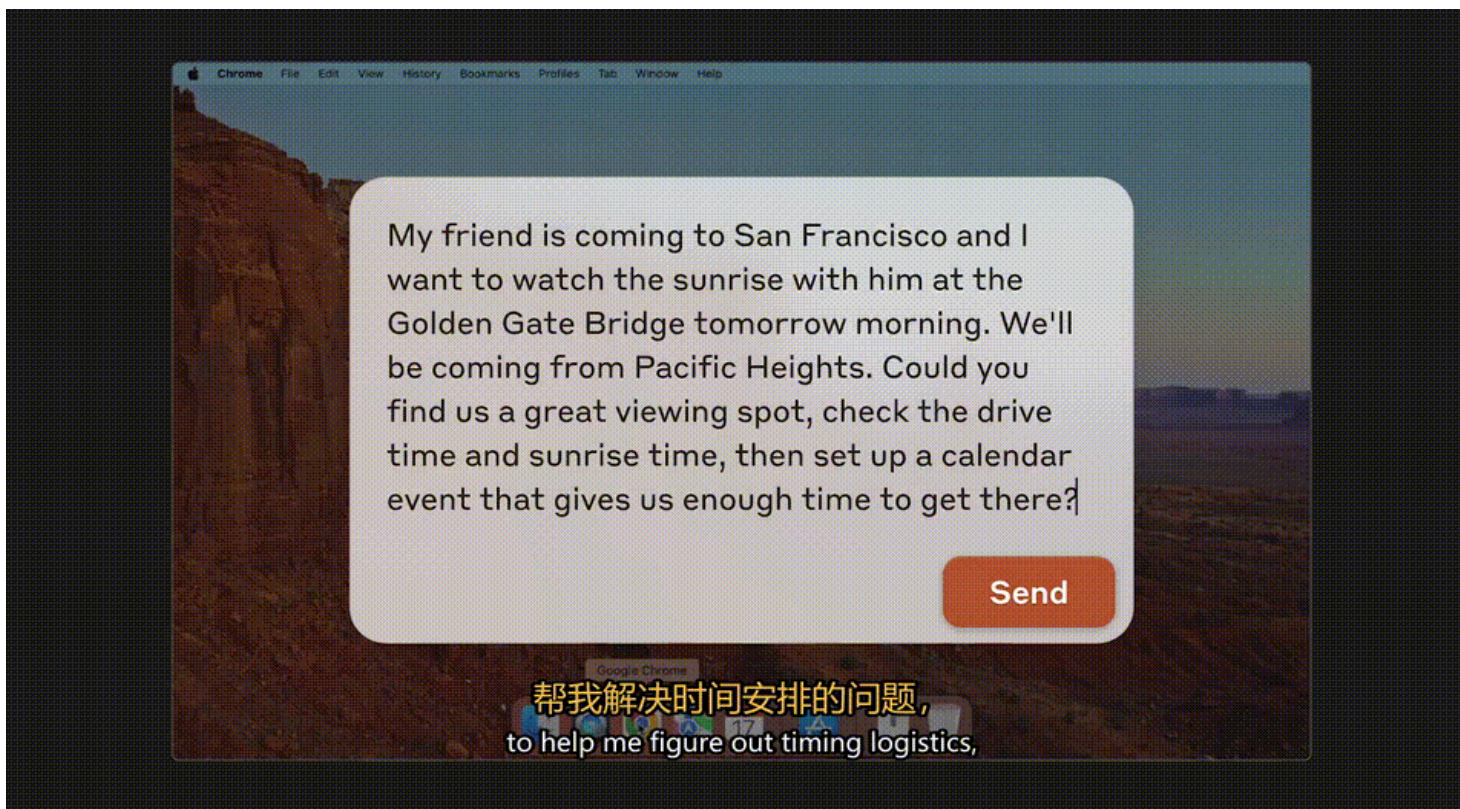 Chrome File Edit View History Bookmarks Profiles Tab Window Help
My friend is coming to San Francisco and I
want to watch the sunrise with him at the
Golden Gate Bridge tomorrow morning. We'll
be coming from Pacific Heights. Could you
find us a great viewing spot, check the drive
time and sunrise time, then set up a calendar
event that gives us enough time to get there?
Send
Google Chrome
17
帮我解决时间安排的问题，
to help me figure out timing logistics,